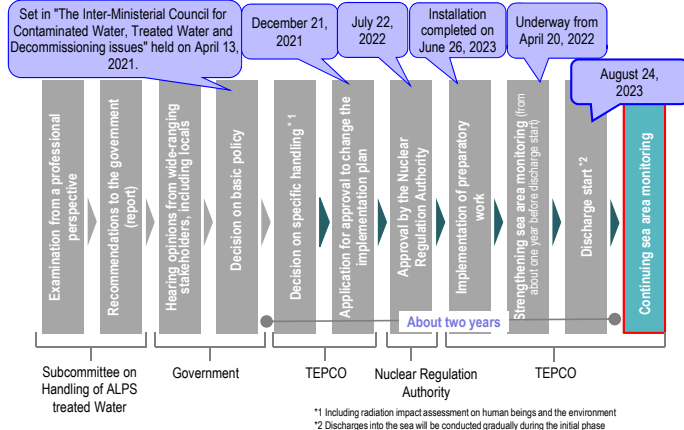 Set in "The Inter-Ministerial Council for
Contaminated Water, Treated Water and
Decommissioning issues" held on April 13,
2021.
December 21,
2021
July 22,
2022
Installation
completed on
June 26, 2023
Underway from
April 20, 2022
August 24,
2023
Examination from a professional
perspective
Recommendations to the government
(report)
Hearing opinions from wide-ranging
stakeholders, including locals
Decision on basic policy
Decision on specific handling*1
Application for approval to change the
implementation plan
Approval by the Nuclear
Regulation Authority
Implementation of preparatory
work
Strengthening sea area monitoring (from
about one year before discharge start)
Discharge start *2
Continuing sea area monitoring
About two years
Subcommittee on
Handling of ALPS
treated Water
Government
TEPCO
Nuclear Regulation
Authority
TEPCO
*1 Including radiation impact assessment on human beings and the environment
*2 Discharges into the sea will be conducted gradually during the initial phase